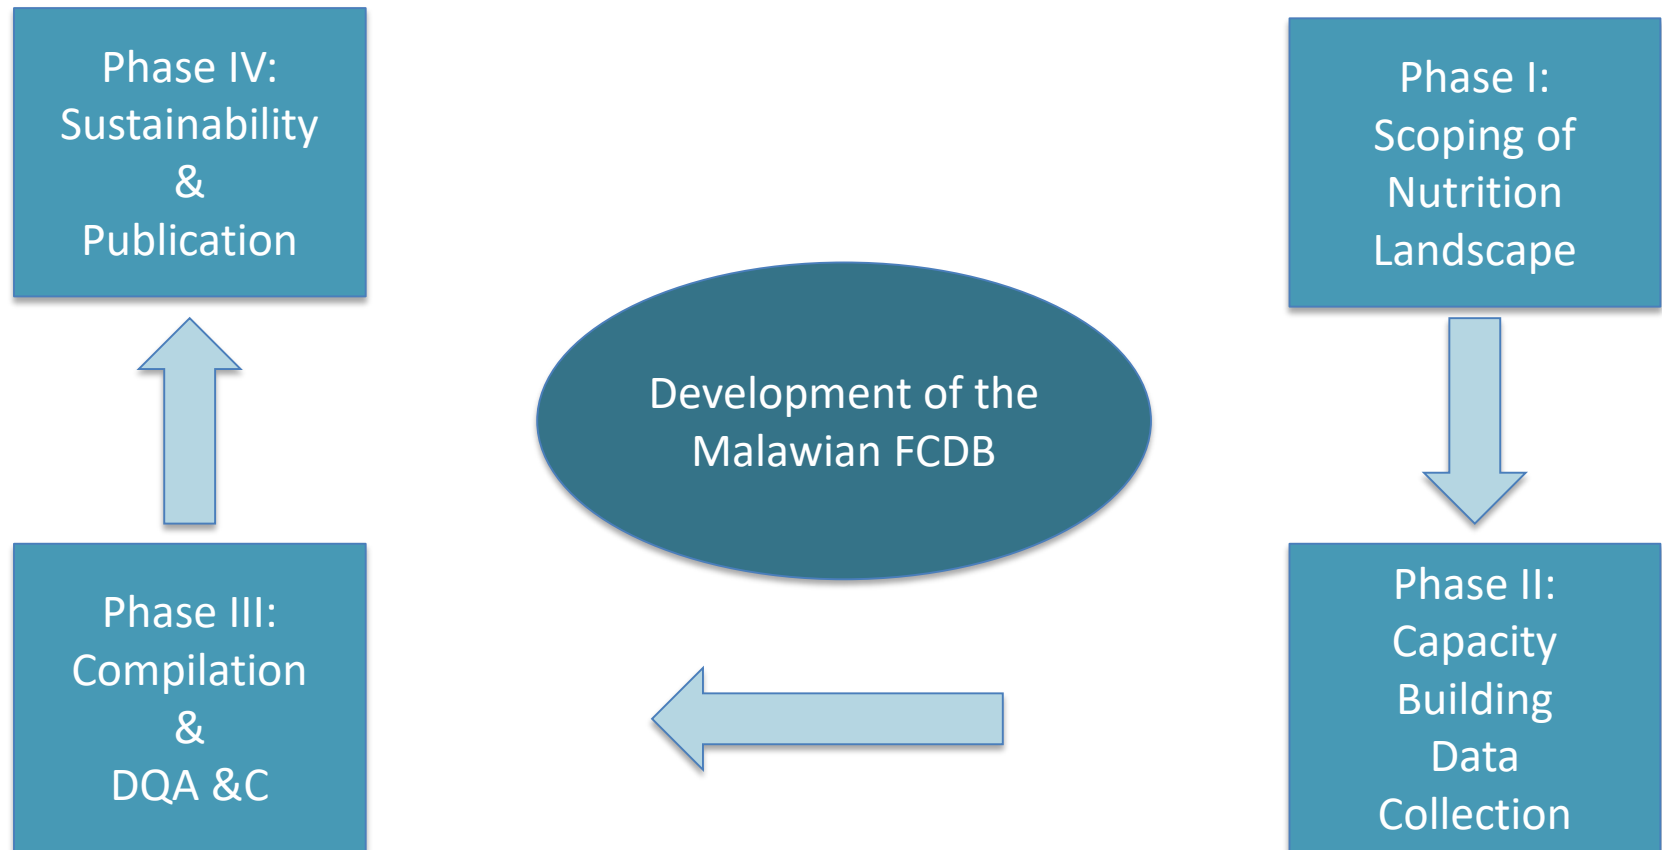 Phase IV:
Sustainability
&
Publication
Phase I:
Scoping of
Nutrition
Landscape
Development of the
Malawian FCDB
Phase III:
Compilation
&
DQA &C
Phase II:
Capacity
Building
Data
Collection